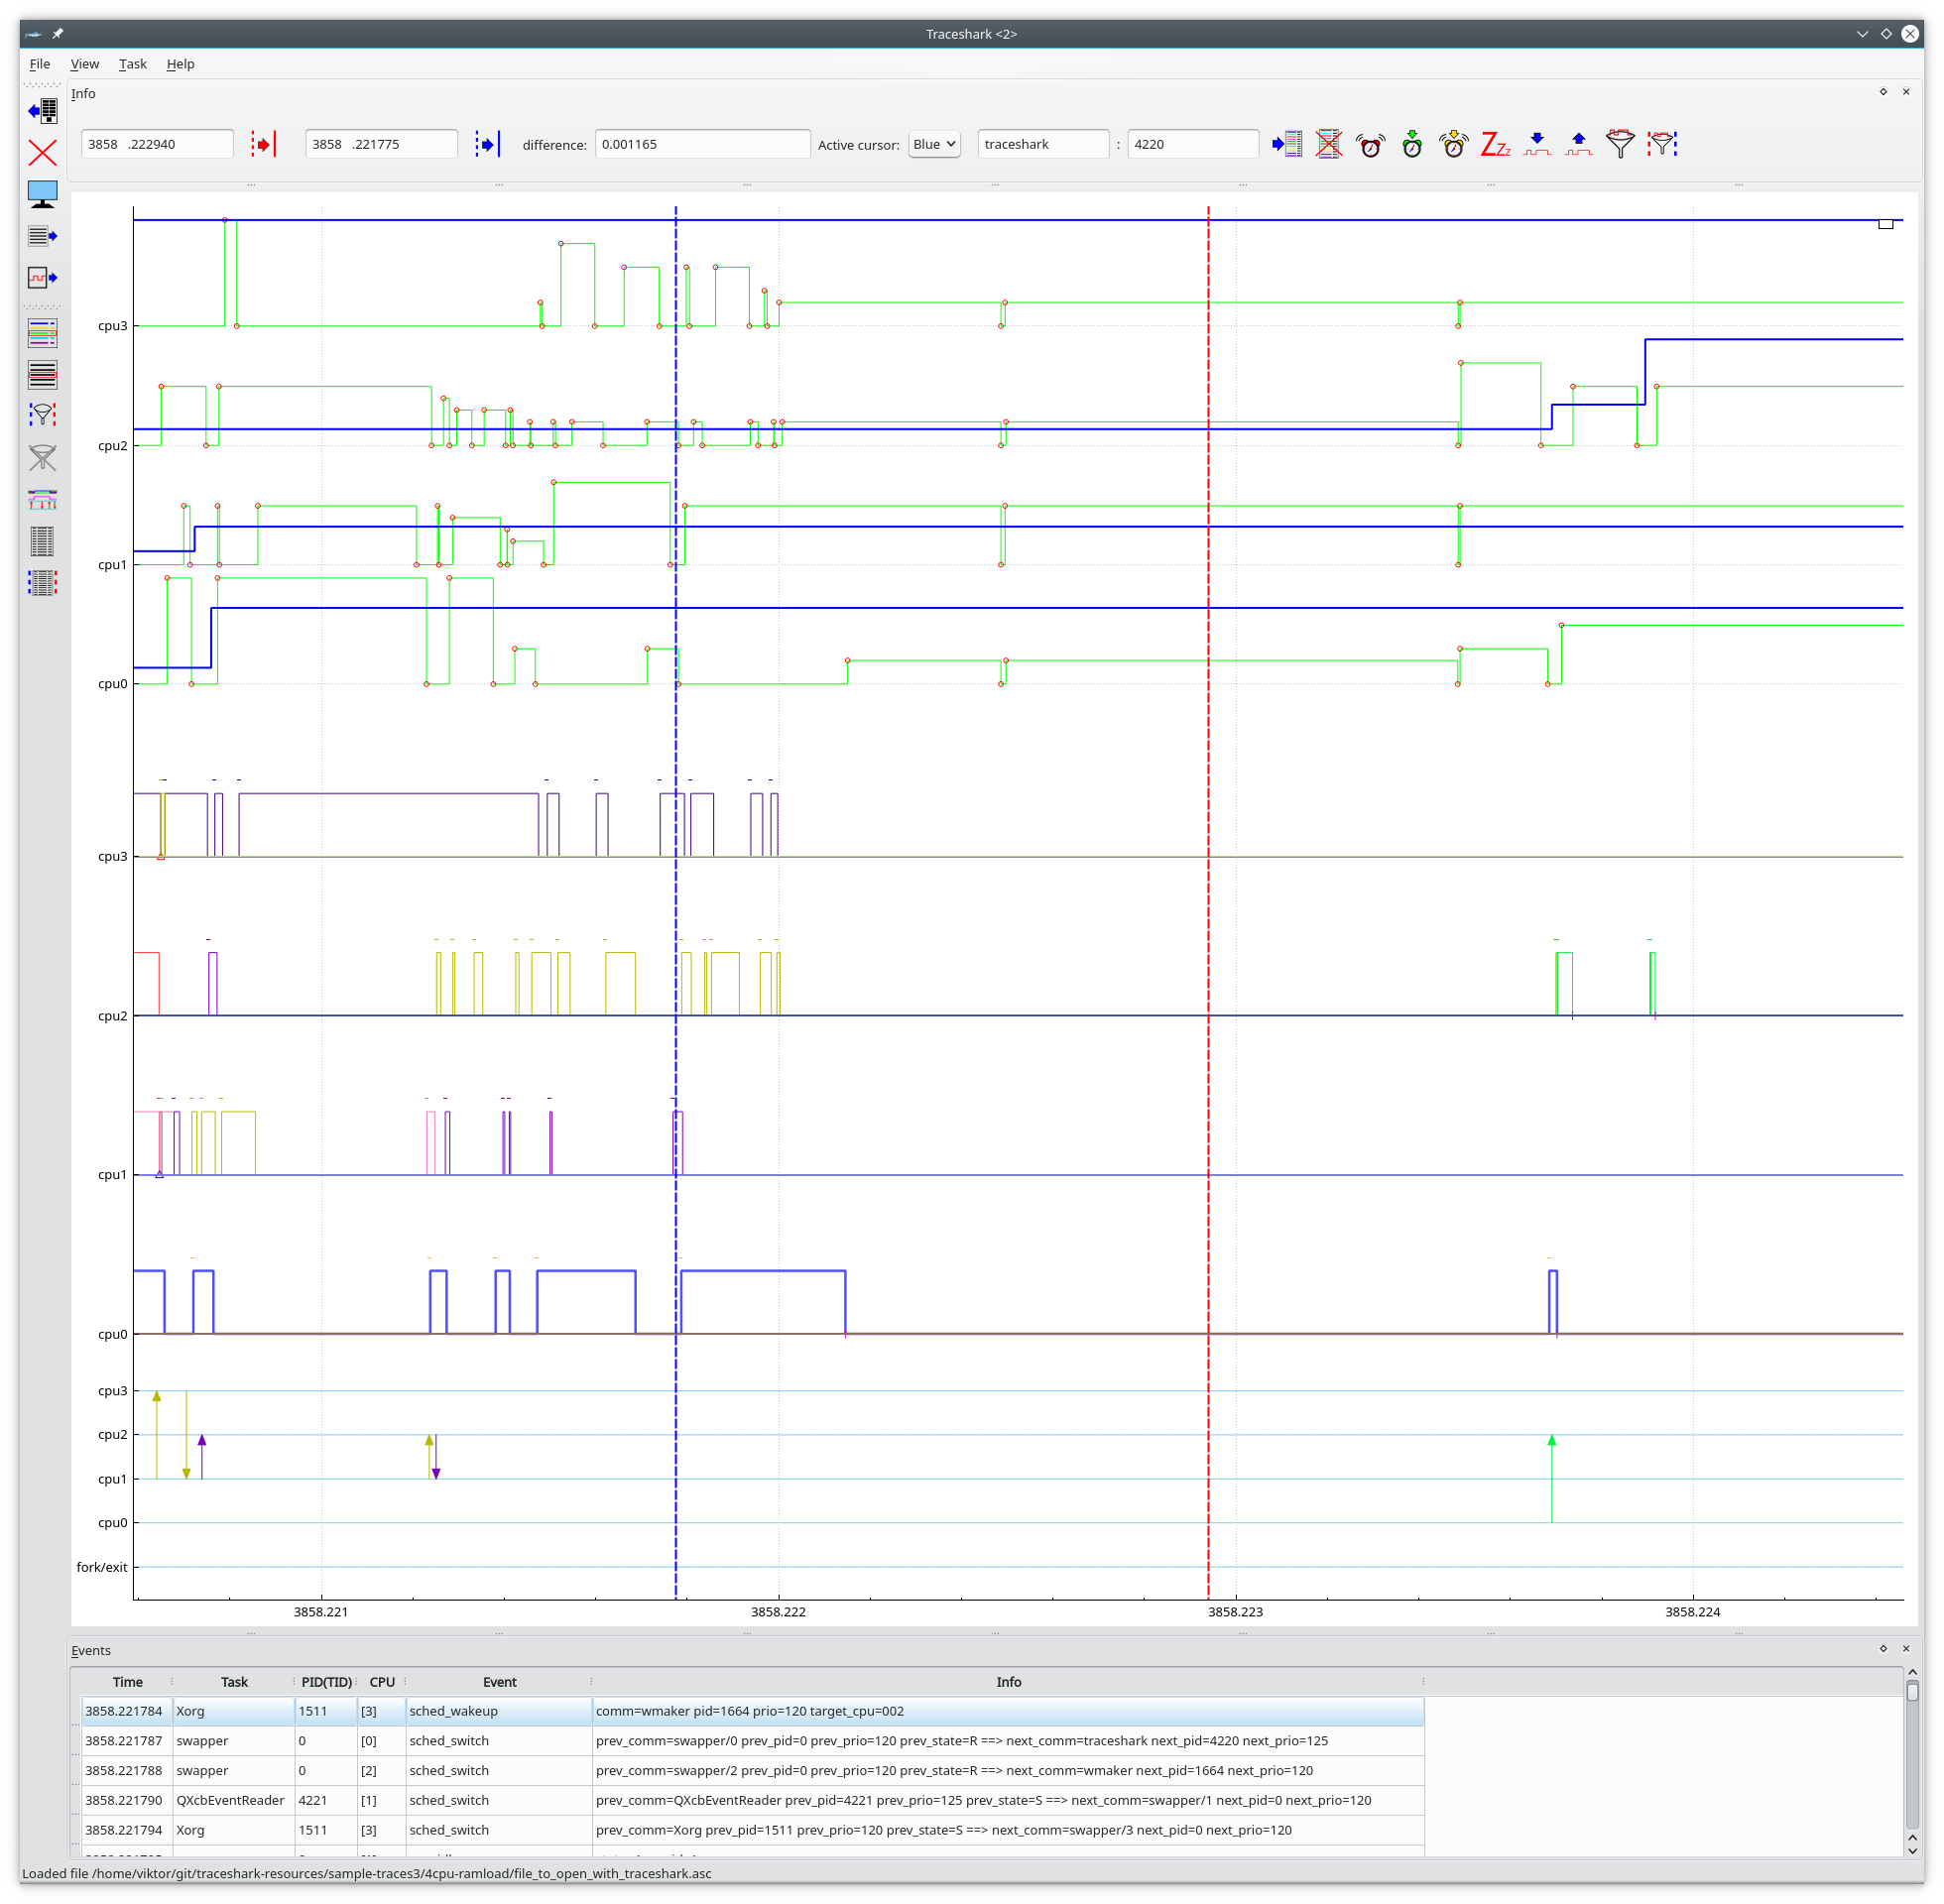 Traceshark <2>
File View Task Help
Info
3858 .222940 3858 .221775 difference: 0.001165 Active cursor: Blue traceshark : 4220
cpu3
cpu2
cpu1
cpu0
cpu3
cpu2
cpu1
cpu0
cpu3
cpu2
cpu1
cpu0
fork/exit
3858.221 3858.222 3858.223 3858.224
Events
Time Task PID(TID) CPU Event Info
3858.221784 Xorg 1511 [3] sched_wakeup comm=wmaker pid=1664 prio=120 target_cpu=002
3858.221787 swapper 0 [0] sched_switch prev_comm=swapper/0 prev_pid=0 prev_prio=120 prev_state=R ==> next_comm=traceshark next_pid=4220 next_prio=125
3858.221788 swapper 0 [2] sched_switch prev_comm=swapper/2 prev_pid=0 prev_prio=120 prev_state=R ==> next_comm=wmaker next_pid=1664 next_prio=120
3858.221790 QXcbEventReader 4221 [1] sched_switch prev_comm=QXcbEventReader prev_pid=4221 prev_prio=125 prev_state=S ==> next_comm=swapper/1 next_pid=0 next_prio=120
3858.221794 Xorg 1511 [3] sched_switch prev_comm=Xorg prev_pid=1511 prev_prio=120 prev_state=S ==> next_comm=swapper/3 next_pid=0 next_prio=120
Loaded file /home/viktor/git/traceshark-resources/sample-traces3/4cpu-ramload/file_to_open_with_traceshark.asc